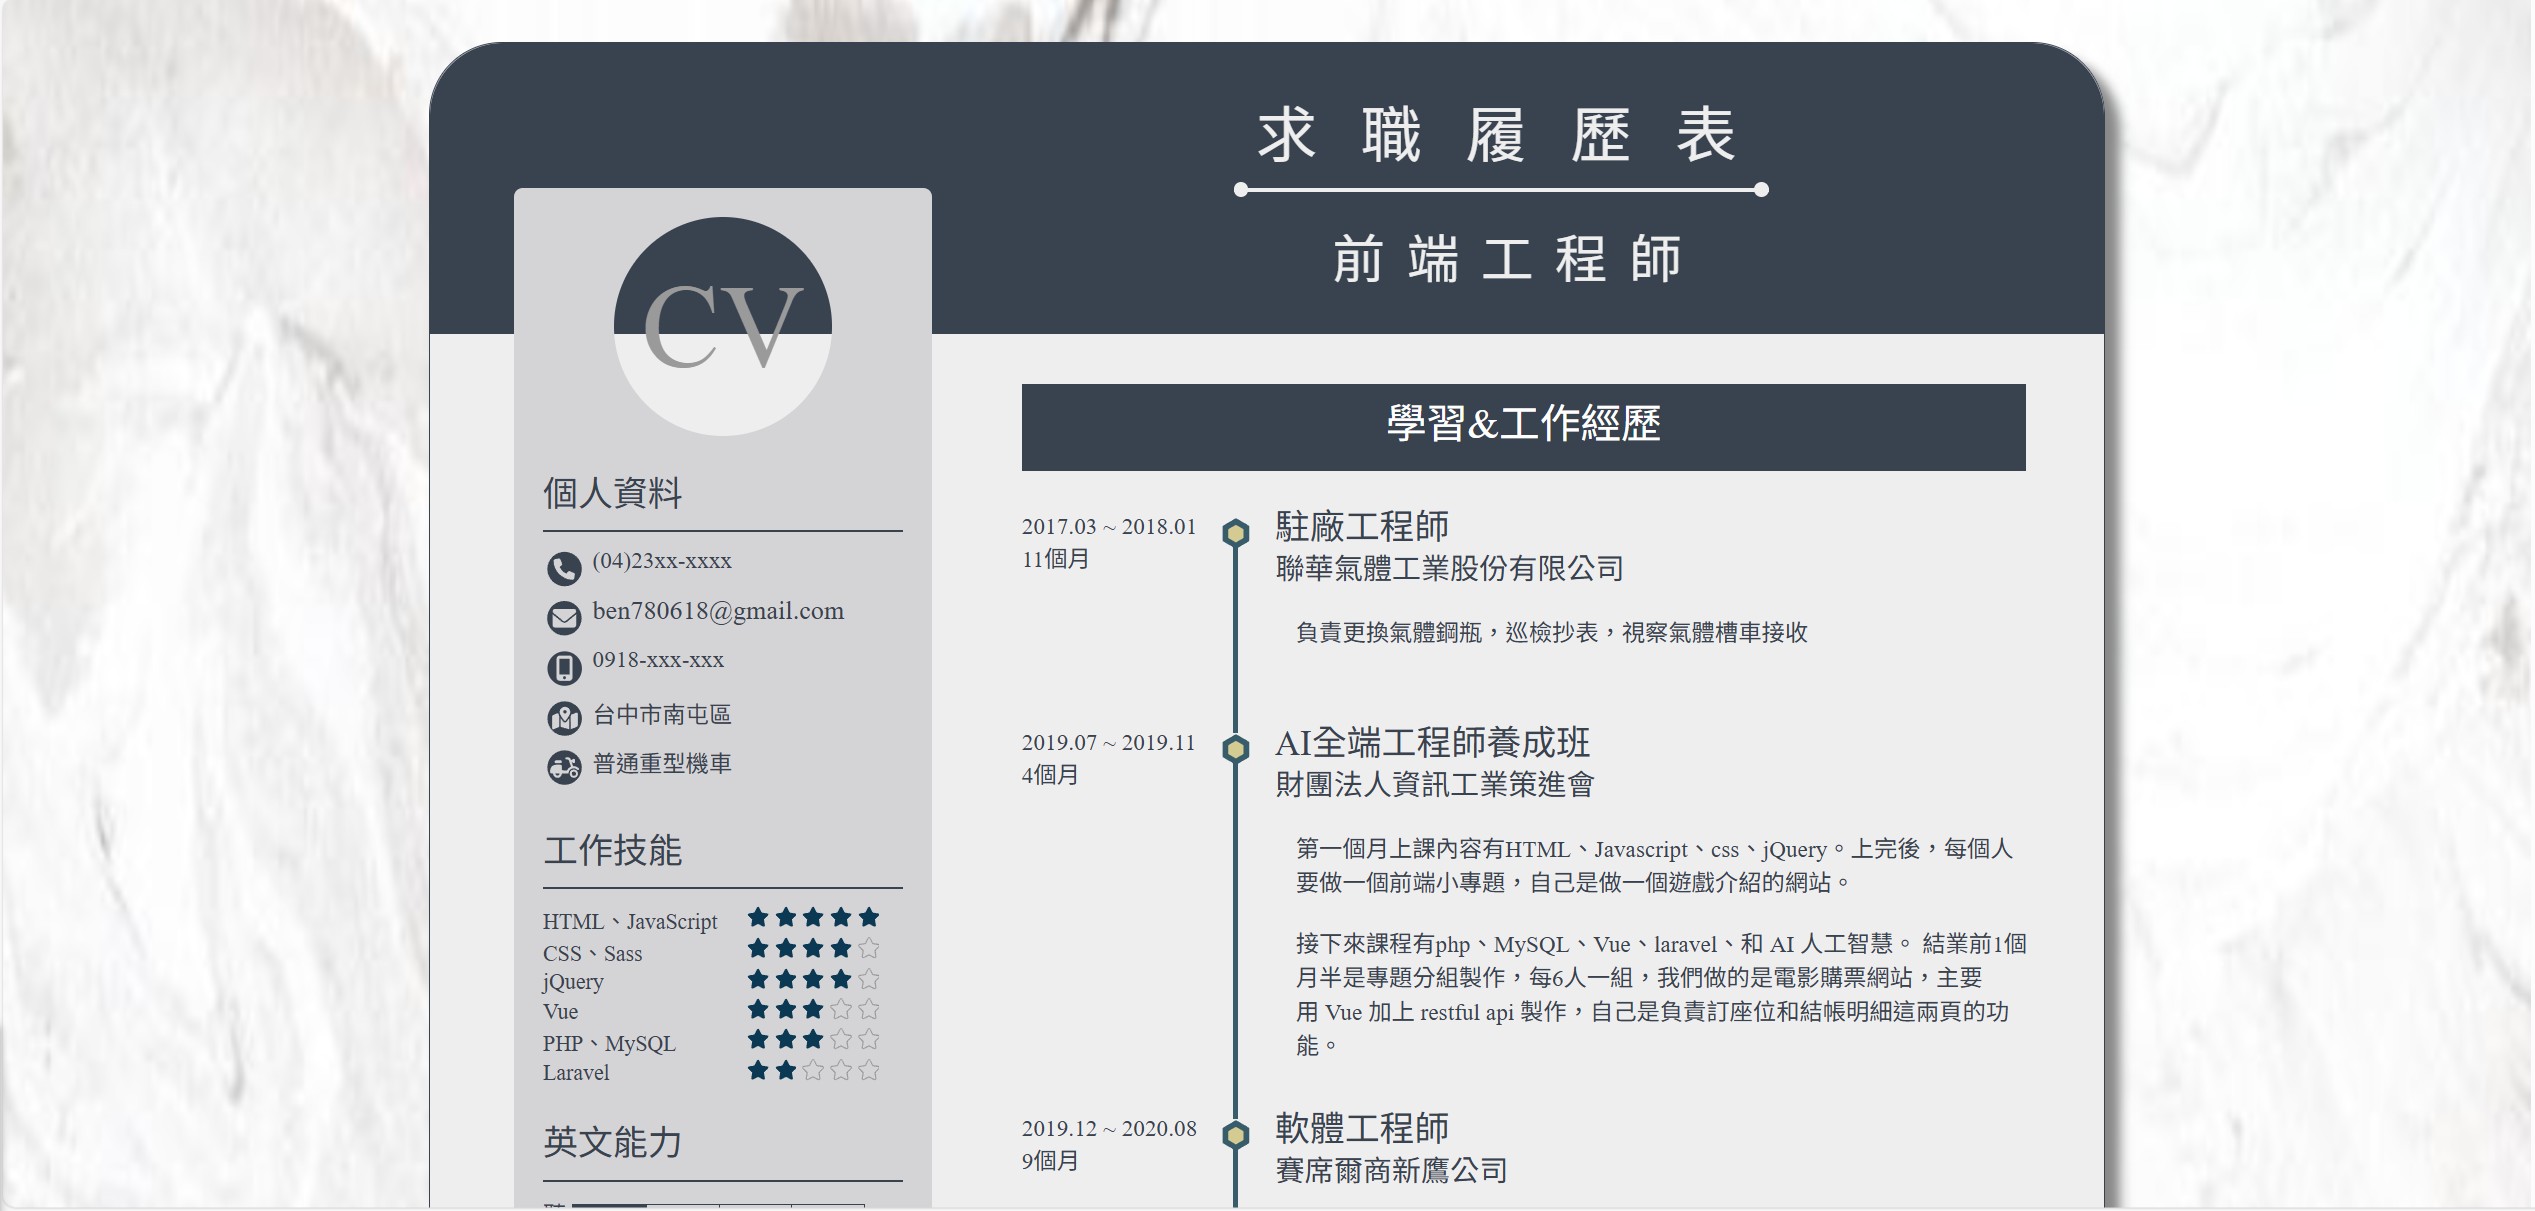 求職履歷表
前端工程師
CV
個人資料
(04)23xx-xxxx
ben780618@gmail.com
0918-xxx-xxx
台中市南屯區
普通重型機車
工作技能
HTML、JavaScript
CSS、Sass
jQuery
Vue
PHP、MySQL
Laravel
英文能力
學習&工作經歷
2017.03 ~ 2018.01
11個月
駐廠工程師
聯華氣體工業股份有限公司
負責更換氣體鋼瓶，巡檢抄表，視察氣體槽車接收
2019.07 ~ 2019.11
4個月
AI全端工程師養成班
財團法人資訊工業策進會
第一個月上課內容有HTML、Javascript、css、jQuery。上完後，每個人
要做一個前端小專題，自己是做一個遊戲介紹的網站。
接下來課程有php、MySQL、Vue、laravel、和 AI 人工智慧。 結業前1個
月半是專題分組製作，每6人一組，我們做的是電影購票網站，主要
用 Vue 加上 restful api 製作，自己是負責訂座位和結帳明細這兩頁的功
能。
2019.12 ~ 2020.08
9個月
軟體工程師
賽席爾商新鷹公司